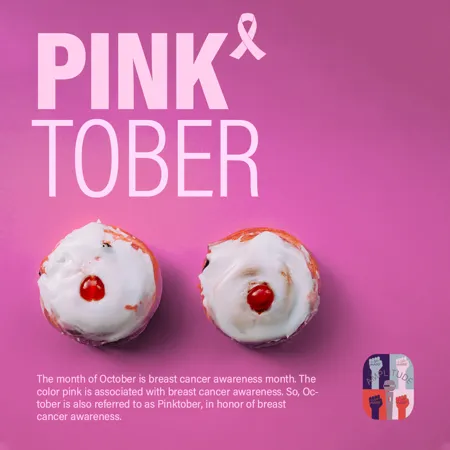 PINK
TOBER
The month of October is breast cancer awareness month. The
color pink is associated with breast cancer awareness. So, Oc-
tober is also referred to as Pinktober, in honor of breast
cancer awareness.